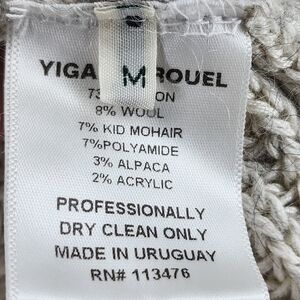 YIGA M ROUEL
73 ON
8% WOOL
7% KID MOHAIR
7%POLYAMIDE
3% ALPACA
2% ACRYLIC
PROFESSIONALLY
DRY CLEAN ONLY
MADE IN URUGUAY
RN# 113476